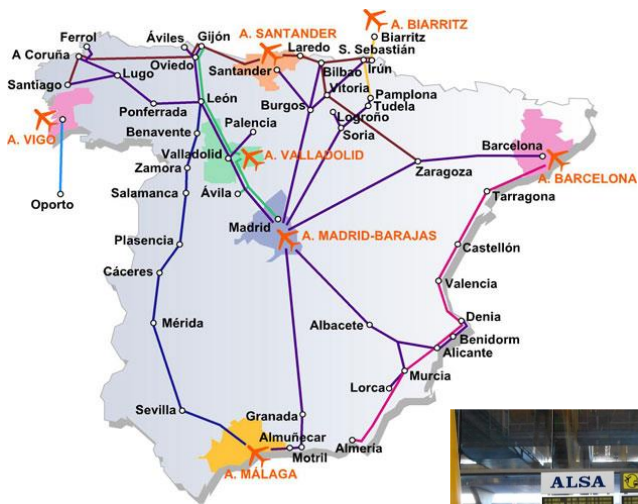 Ferrol
Avilés
Gijón
A. SANTANDER
A. BIARRITZ
Biarritz
A Coruña
Laredo
S. Sebastián
Oviedo
Santander
Bilbao
Irún
Santiago
Lugo
Vitoria
León
Burgos
Pamplona
Ponferrada
Logroño
Tudela
A. VIGO
Benavente
Palencia
Soria
Barcelona
Valladolid
A. VALLADOLID
Zamora
Zaragoza
A. BARCELONA
Oporto
Salamanca
Ávila
Tarragona
Madrid
A. MADRID-BARAJAS
Plasencia
Castellón
Cáceres
Valencia
Mérida
Albacete
Denia
Benidorm
Alicante
Murcia
Lorca
Sevilla
Granada
Almuñecar
Almería
Motril
A. MÁLAGA
ALSA